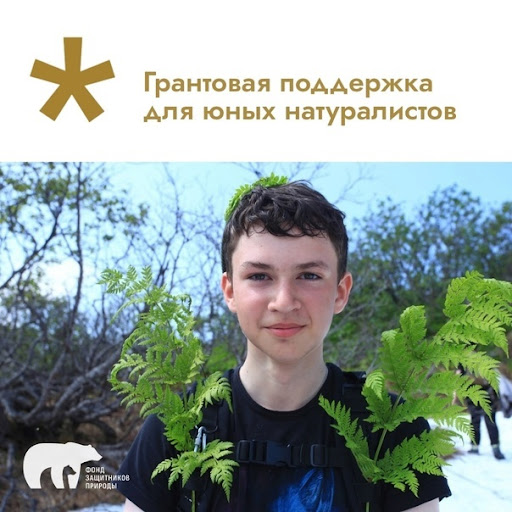 Грантовая поддержка
для юных натуралистов
ФОНД
ЗАЩИТНИКОВ
ПРИРОДЫ